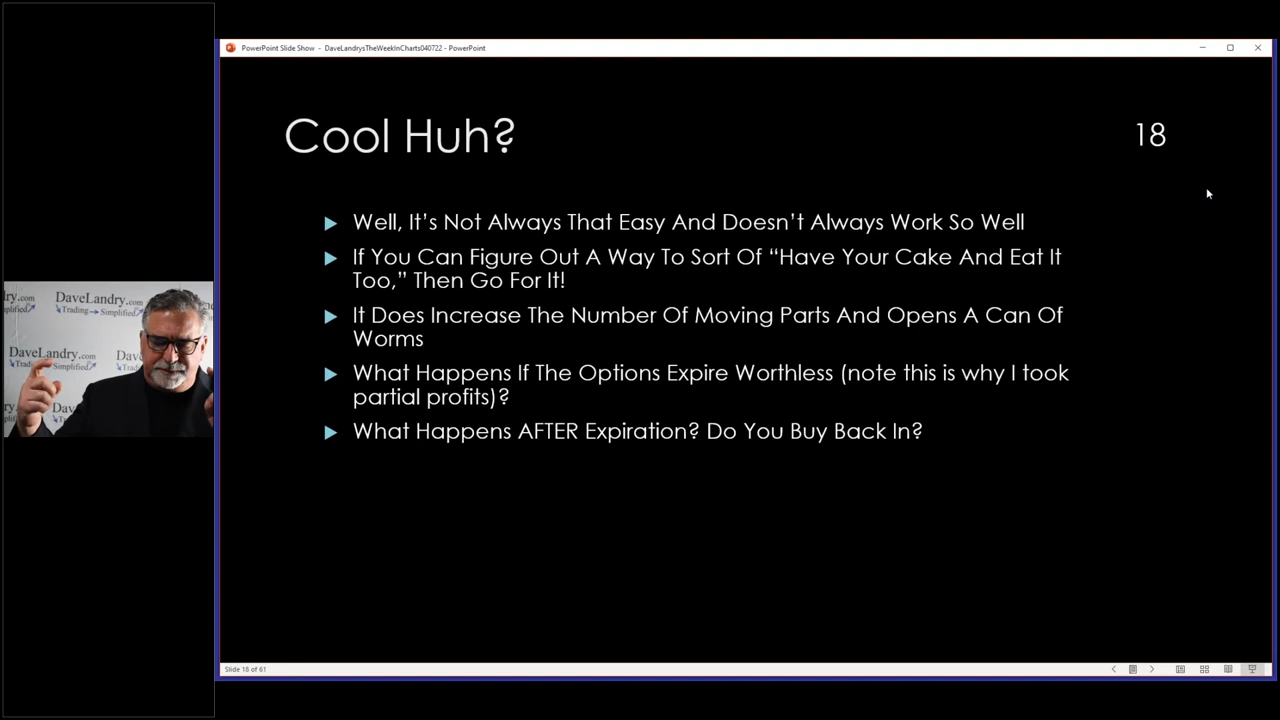 PowerPoint Slide Show - DaveLandrysTheWeekInCharts040722 - PowerPoint
Cool Huh?
18
Well, It's Not Always That Easy And Doesn't Always Work So Well
If You Can Figure Out A Way To Sort Of “Have Your Cake And Eat It
Too,” Then Go For It!
It Does Increase The Number Of Moving Parts And Opens A Can Of
Worms
What Happens If The Options Expire Worthless (note this is why I took
partial profits)?
What Happens AFTER Expiration? Do You Buy Back In?
DaveLandry.com
Trading Simplified
DaveLandry.com
Simplified
Slide 18 of 61